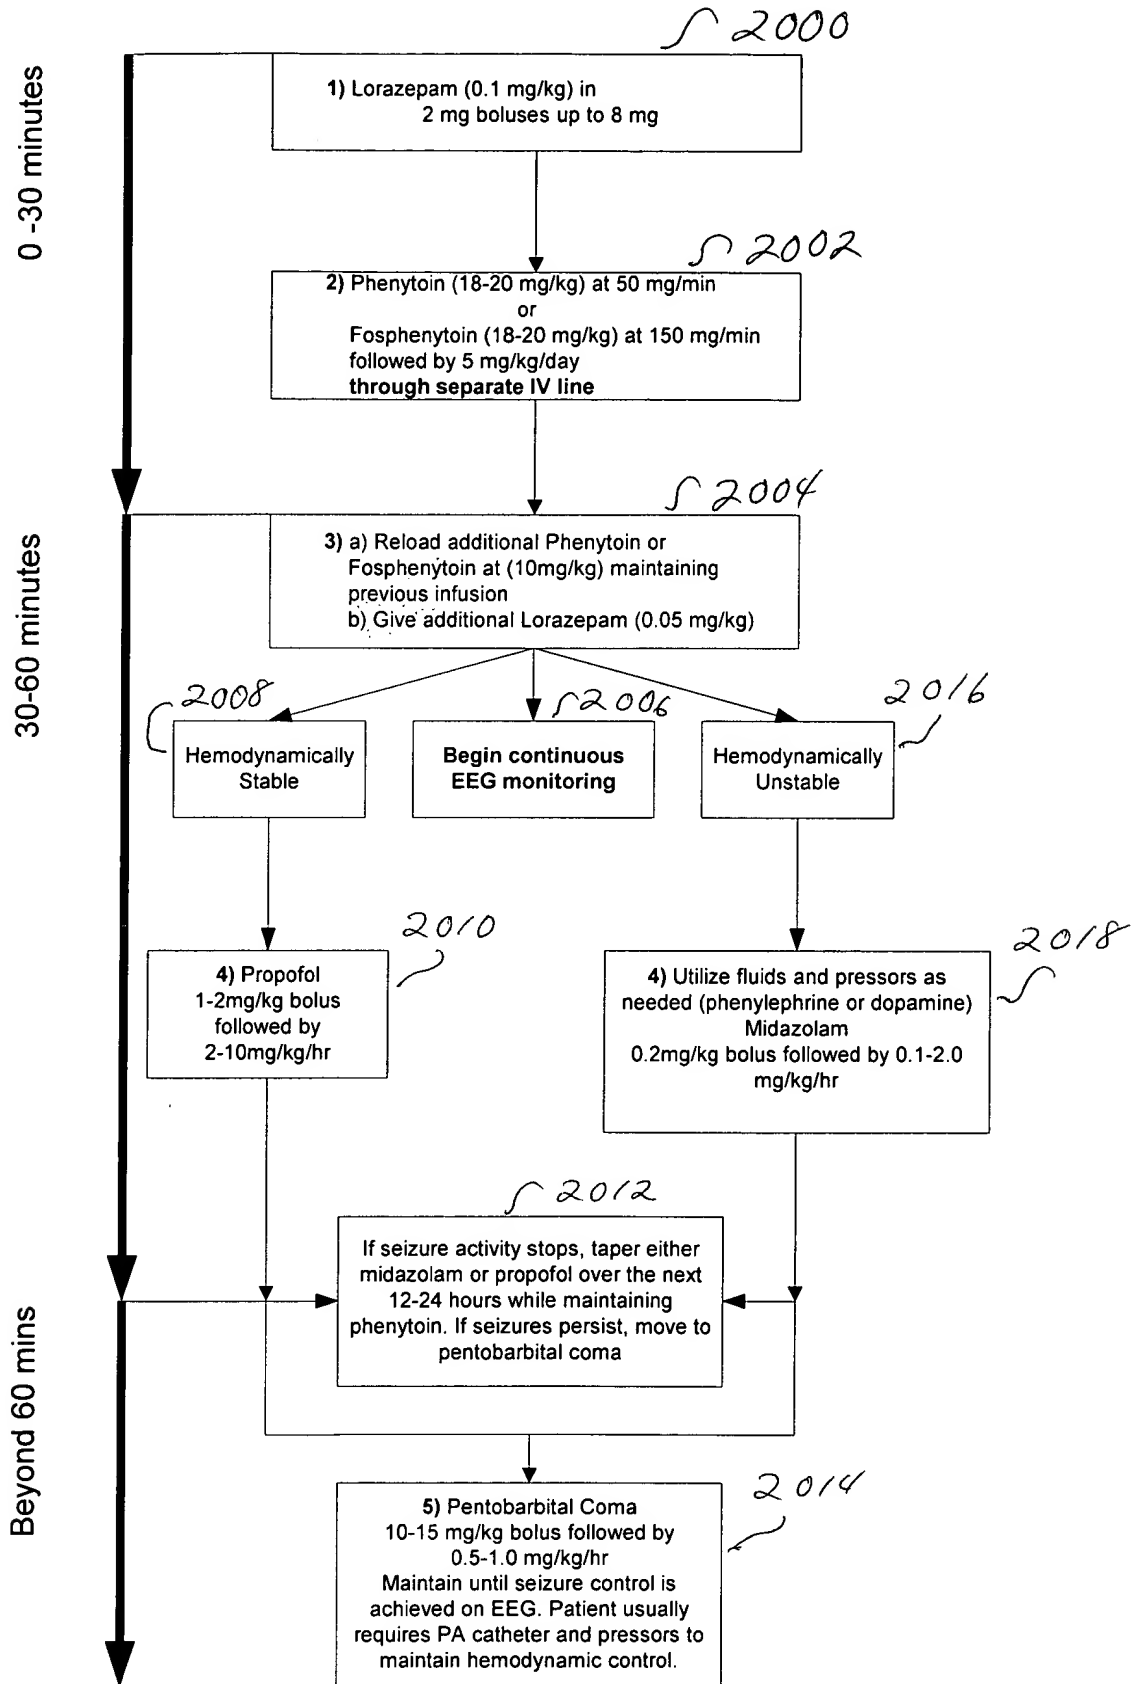 2000
0 -30 minutes
1) Lorazepam (0.1 mg/kg) in
2 mg boluses up to 8 mg
2002
2) Phenytoin (18-20 mg/kg) at 50 mg/min
or
Fosphenytoin (18-20 mg/kg) at 150 mg/min
followed by 5 mg/kg/day
through separate IV line
2004
30-60 minutes
3) a) Reload additional Phenytoin or
Fosphenytoin at (10mg/kg) maintaining
previous infusion
b) Give additional Lorazepam (0.05 mg/kg)
2008
Hemodynamically
Stable
2006
Begin continuous
EEG monitoring
2016
Hemodynamically
Unstable
2010
4) Propofol
1-2mg/kg bolus
followed by
2-10mg/kg/hr
2018
4) Utilize fluids and pressors as
needed (phenylephrine or dopamine)
Midazolam
0.2mg/kg bolus followed by 0.1-2.0
mg/kg/hr
2012
If seizure activity stops, taper either
midazolam or propofol over the next
12-24 hours while maintaining
phenytoin. If seizures persist, move to
pentobarbital coma
Beyond 60 mins
2014
5) Pentobarbital Coma
10-15 mg/kg bolus followed by
0.5-1.0 mg/kg/hr
Maintain until seizure control is
achieved on EEG. Patient usually
requires PA catheter and pressors to
maintain hemodynamic control.